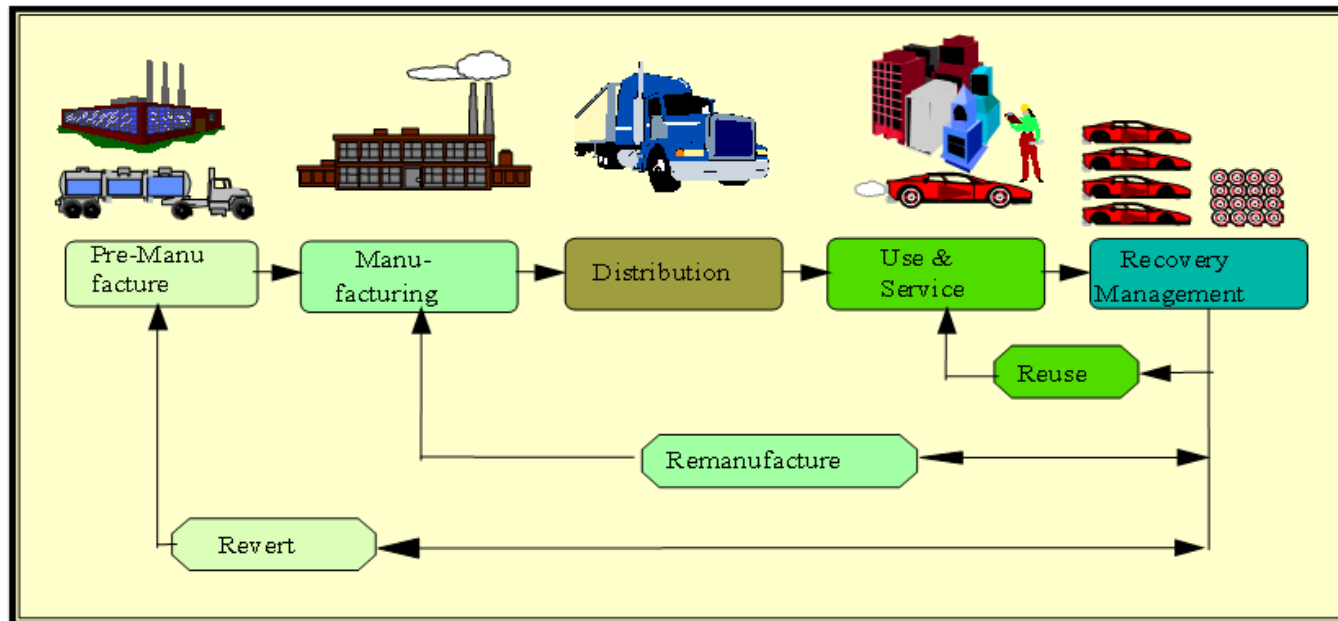 Pre-Manu
facture
Manu-
facturing
Distribution
Use &
Service
Recovery
Management
Reuse
Remanufacture
Revert